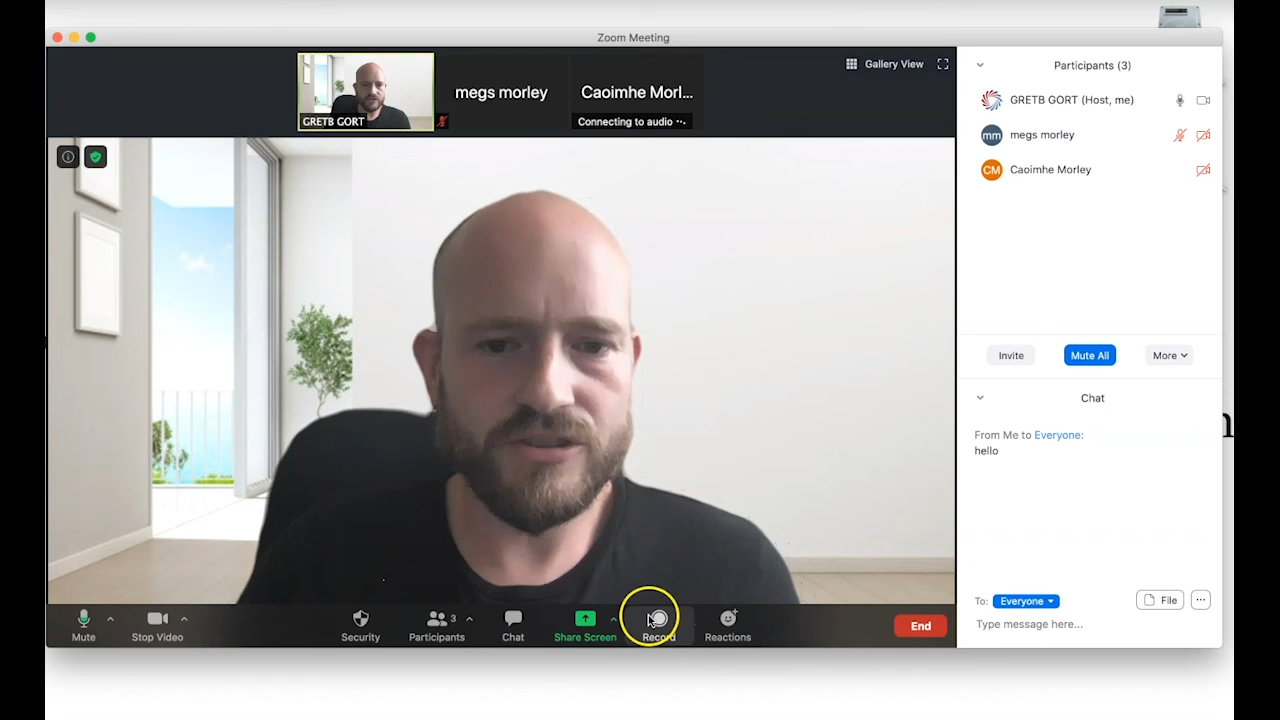 Zoom Meeting
GRETB GORT
megs morley
Caoimhe Morl...
Connecting to audio ···
Gallery View
Participants (3)
GRETB GORT (Host, me)
mm megs morley
CM Caoimhe Morley
Invite
Mute All
More
Chat
From Me to Everyone:
hello
To: Everyone
File
Type message here...
Mute
Stop Video
Security
3
Participants
Chat
Share Screen
Record
Reactions
End